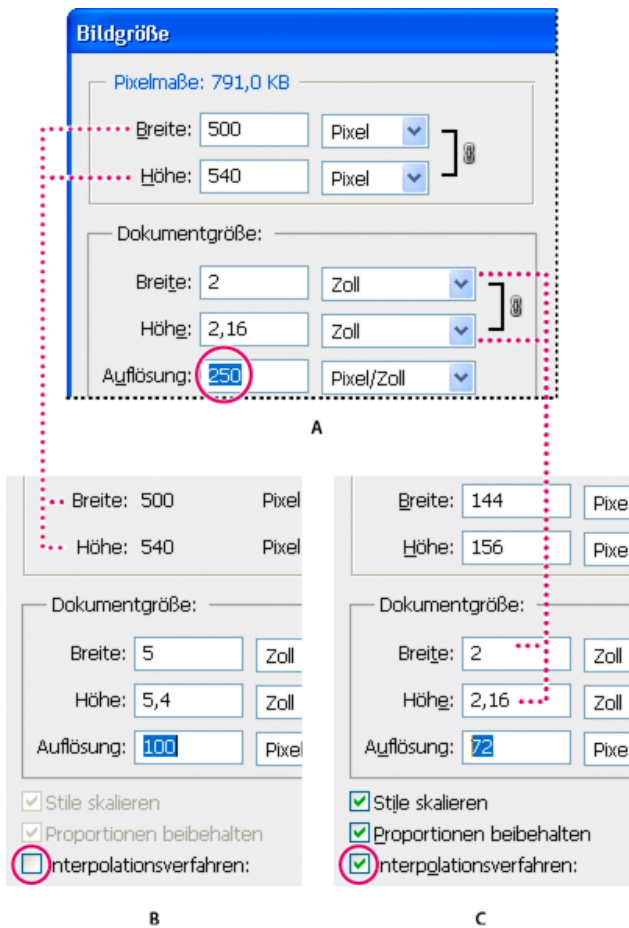 Bildgröße
Pixelmaße: 791,0 KB
Breite: 500 Pixel
Höhe: 540 Pixel
Dokumentgröße:
Breite: 2 Zoll
Höhe: 2,16 Zoll
Auflösung: 250 Pixel/Zoll
A
Breite: 500 Pixel
Höhe: 540 Pixel
Dokumentgröße:
Breite: 5 Zoll
Höhe: 5,4 Zoll
Auflösung: 100 Pixel
Stile skalieren
Proportionen beibehalten
Interpolationsverfahren:
B
Breite: 144 Pixe
Höhe: 156 Pixe
Dokumentgröße:
Breite: 2 Zoll
Höhe: 2,16 Zoll
Auflösung: 72 Pixe
Stile skalieren
Proportionen beibehalten
Interpolationsverfahren:
C